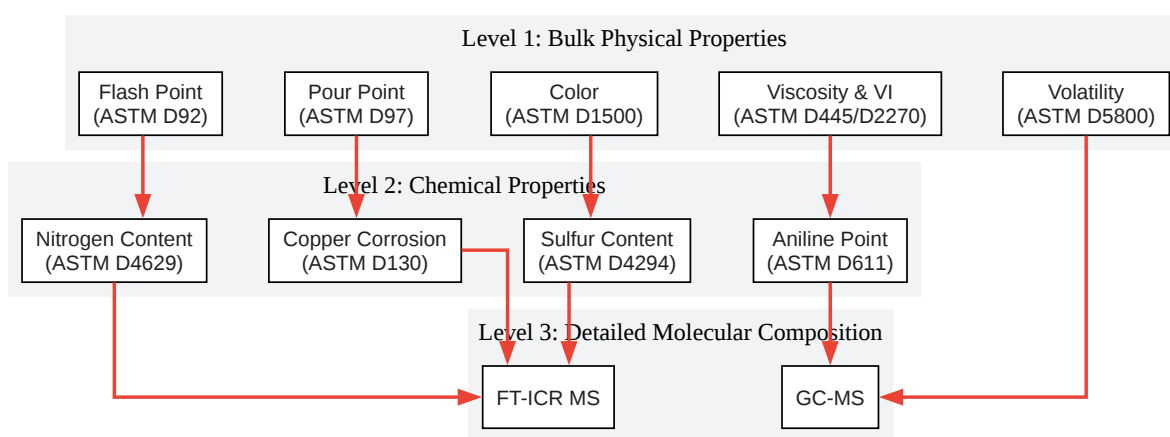 Level 1: Bulk Physical Properties
Flash Point
(ASTM D92)
Pour Point
(ASTM D97)
Color
(ASTM D1500)
Viscosity & VI
(ASTM D445/D2270)
Volatility
(ASTM D5800)
Level 2: Chemical Properties
Nitrogen Content
(ASTM D4629)
Copper Corrosion
(ASTM D130)
Sulfur Content
(ASTM D4294)
Aniline Point
(ASTM D611)
Level 3: Detailed Molecular Composition
FT-ICR MS
GC-MS